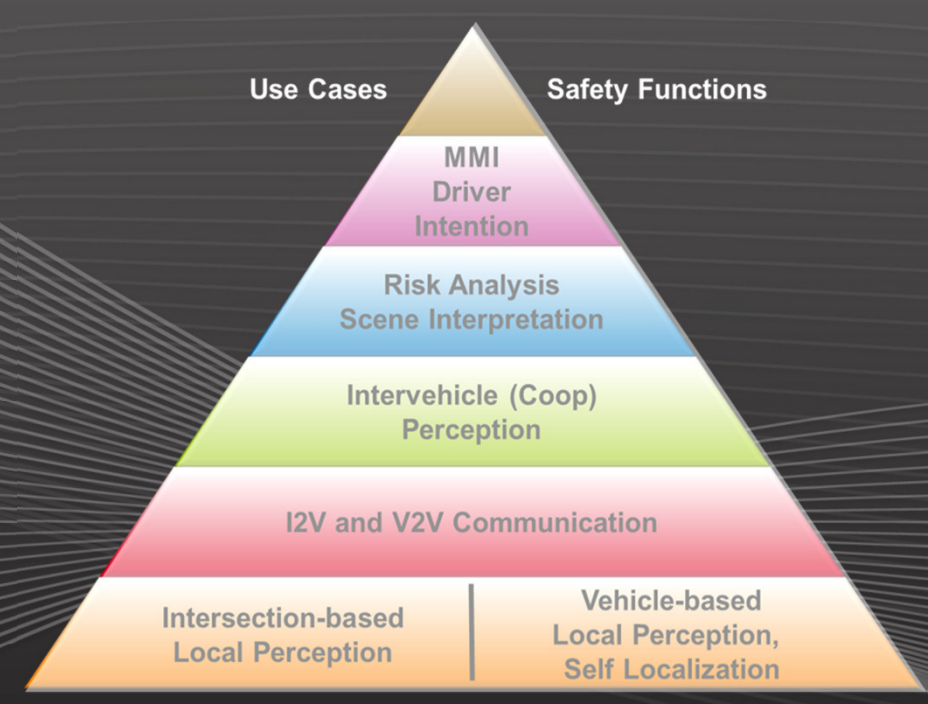 Use Cases
Safety Functions
MMI
Driver
Intention
Risk Analysis
Scene Interpretation
Intervehicle (Coop)
Perception
I2V and V2V Communication
Intersection-based
Local Perception
Vehicle-based
Local Perception,
Self Localization